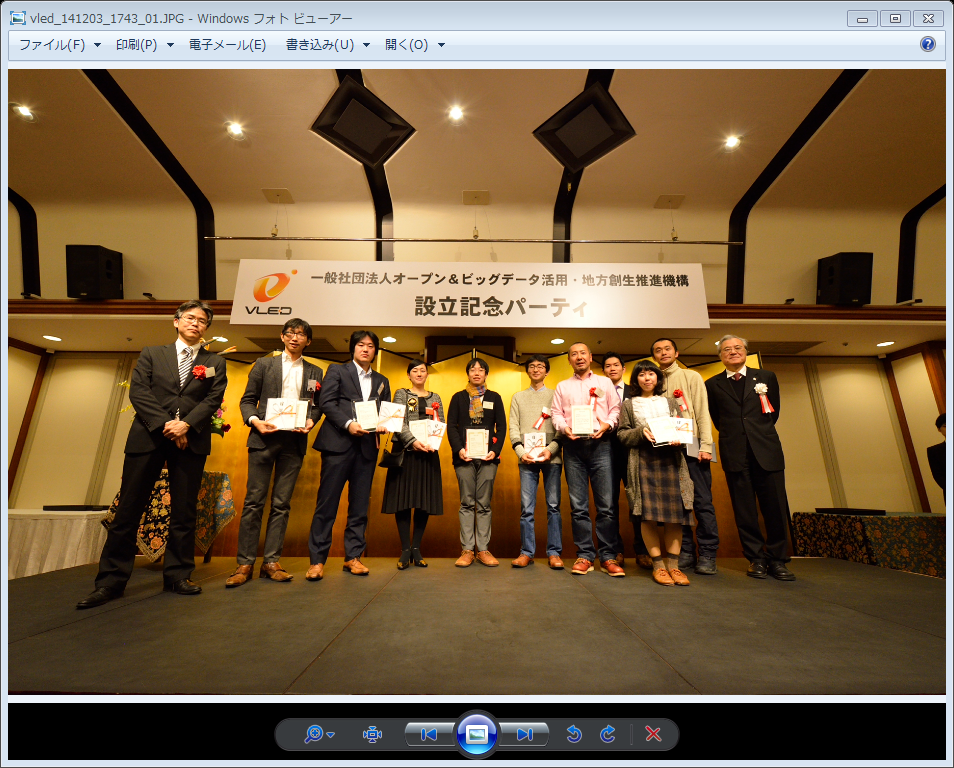 vled_141203_1743_01.JPG - Windows フォト ビューアー
ファイル(F) 印刷(P) 電子メール(E) 書き込み(U) 開く(O)
一般社団法人オープン＆ビッグデータ活用・地方創生推進機構
VLED
設立記念パーティ